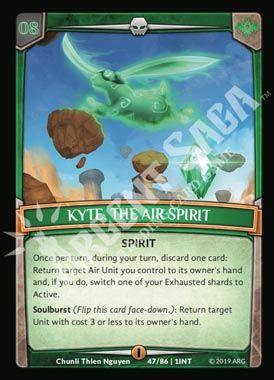 08
KYTE, THE AIR SPIRIT
SPIRIT
Once per turn, during your turn, discard one card:
Return target Air Unit you control to its owner's hand
and, if you do, switch one of your Exhausted shards to
Active.
Soulburst (Flip this card face-down.): Return target
Unit with cost 3 or less to its owner's hand.
Chunli Thien Nguyen
47/86 | 1INT
© 2019 ARG
ARGENT SAGA